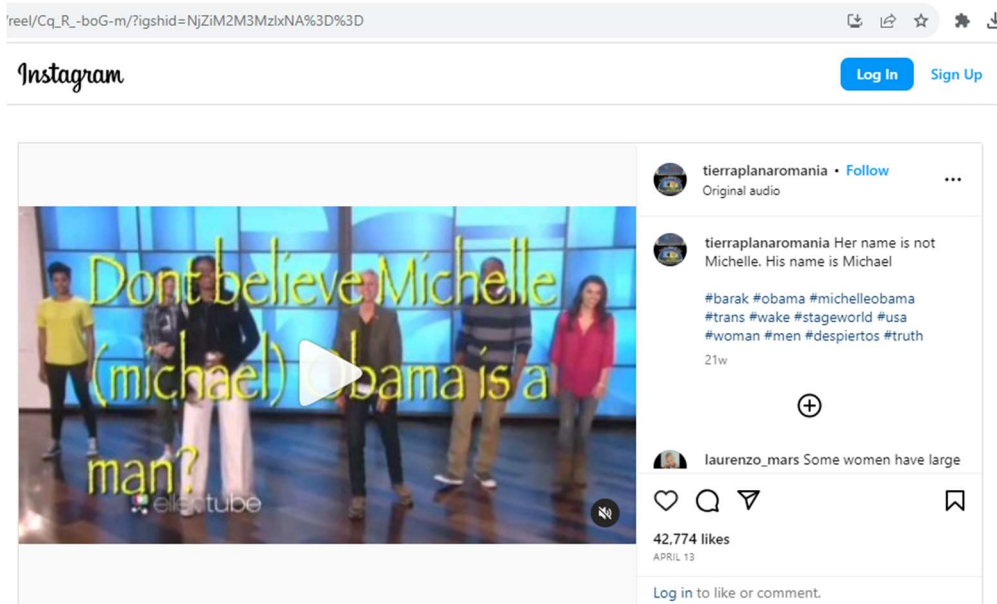 reel/Cq_R_-boG-m/?igshid=NjZiM2M3MzIxNA%3D%3D
Instagram
Log In
Sign Up
Dont believe Michelle
(michael) Obama is a
man?
ellentube
tierraplanaromania • Follow
Original audio
tierraplanaromania Her name is not
Michelle. His name is Michael
#barak #obama #michelleobama
#trans #wake #stageworld #usa
#woman #men #despiertos #truth
21w
laurenzo_mars Some women have large
42,774 likes
APRIL 13
Log in to like or comment.